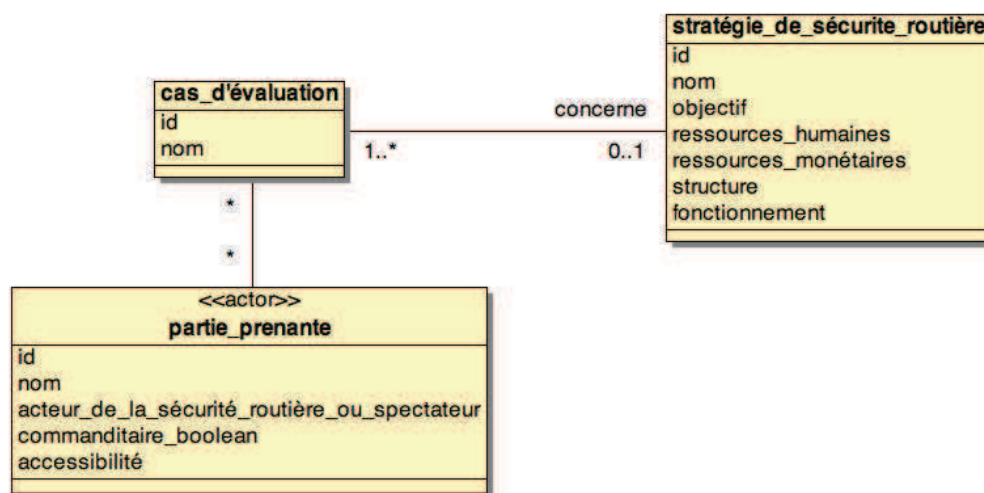 stratégie_de_sécurite_routière
id
nom
objectif
ressources_humaines
ressources_monétaires
structure
fonctionnement
cas_d'évaluation
id
nom
concerne
1..*
0..1
*
*
<<actor>>
partie_prenante
id
nom
acteur_de_la_sécurité_routière_ou_spectateur
commanditaire_boolean
accessibilité